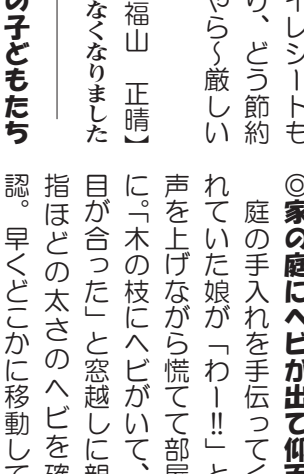 イレシートも
り、どう節約
やら〜厳しい
福山　正晴】
なくなりました
の子どもたち
◎家の庭にヘビが出て仰天
庭の手入れを手伝ってく
れていた娘が「わー!!」と
声を上げながら慌てて部屋
に。「木の枝にヘビがいて、
目が合った」と窓越しに親
指ほどの太さのヘビを確
認。早くどこかに移動して